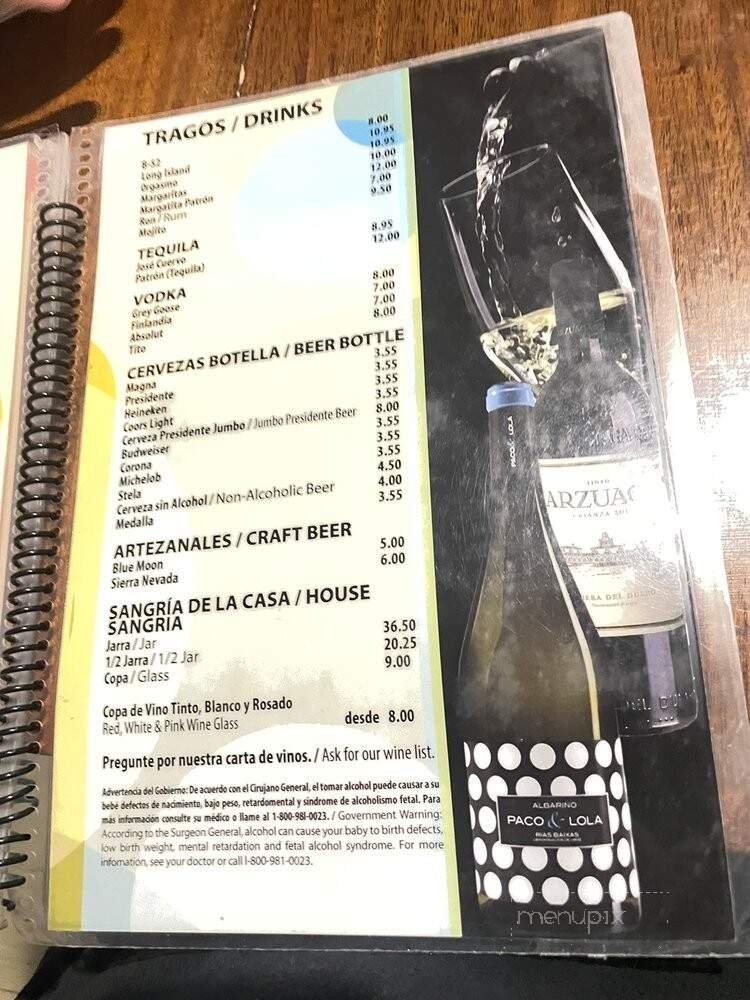 TRAGOS / DRINKS
B-52 8.00
Long Island 10.95
Orgasmo 10.95
Margaritas 10.00
Margatita Patrón 12.00
Ron / Rum 7.00
Mojito 9.50
TEQUILA
José Cuervo 8.95
Patrón (Tequila) 12.00
VODKA
Grey Goose 8.00
Finlandia 7.00
Absolut 7.00
Tito 8.00
CERVEZAS BOTELLA / BEER BOTTLE
Magna 3.55
Presidente 3.55
Heineken 3.55
Coors Light 3.55
Cerveza Presidente Jumbo / Jumbo Presidente Beer 8.00
Budweiser 3.55
Corona 3.55
Michelob 3.55
Stela 4.50
Cerveza sin Alcohol / Non-Alcoholic Beer 4.00
Medalla 3.55
ARTEZANALES / CRAFT BEER
Blue Moon 5.00
Sierra Nevada 6.00
SANGRÍA DE LA CASA / HOUSE
SANGRIA
Jarra / Jar 36.50
1/2 Jarra / 1/2 Jar 20.25
Copa / Glass 9.00
Copa de Vino Tinto, Blanco y Rosado
Red, White & Pink Wine Glass desde 8.00
Pregunte por nuestra carta de vinos. / Ask for our wine list.
Advertencia del Gobierno: De acuerdo con el Cirujano General, el tomar alcohol puede causar a su
bebé defectos de nacimiento, bajo peso, retardomental y síndrome de alcoholismo fetal. Para
más información consulte su médico o llame al 1-800-981-0023. / Government Warning:
According to the Surgeon General, alcohol can cause your baby to birth defects,
low birth weight, mental retardation and fetal alcohol syndrome. For more
infomation, see your doctor or call 1-800-981-0023.
PACO & LOLA
TINTO
ARZUAG
CRIANZA
ERA DEL DUERO
ALBARIÑO
PACO & LOLA
RIAS BAIXAS
menupix